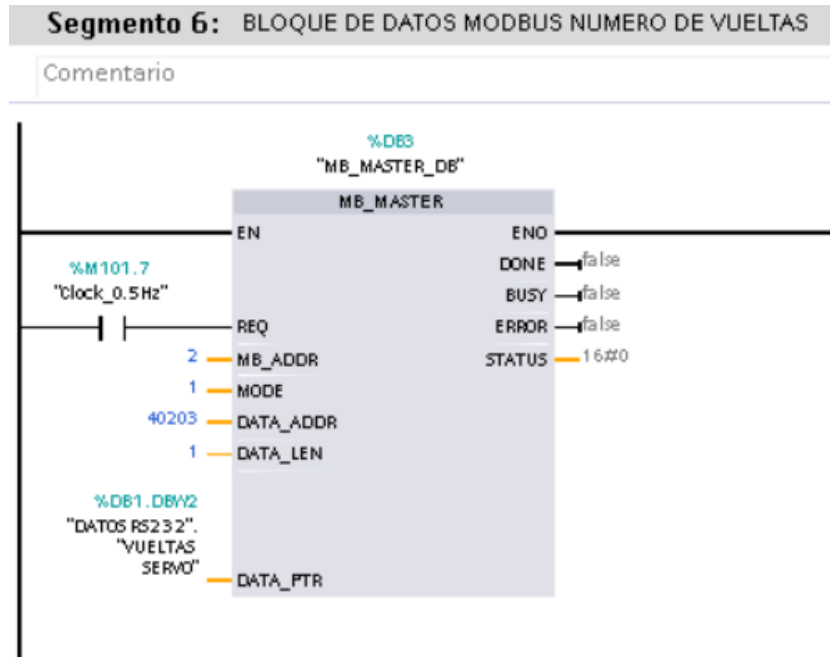 Segmento 6: BLOQUE DE DATOS MODBUS NUMERO DE VUELTAS
Comentario
%DB3
"MB_MASTER_DB"
MB_MASTER
EN ENO
DONE false
%M101.7
"Clock_0.5Hz"
BUSY false
REQ ERROR false
2 MB_ADDR STATUS 16#0
1 MODE
40203 DATA_ADDR
1 DATA_LEN
%DB1.DBW2
"DATOS RS232".
"VUELTAS
SERVO"
DATA_PTR